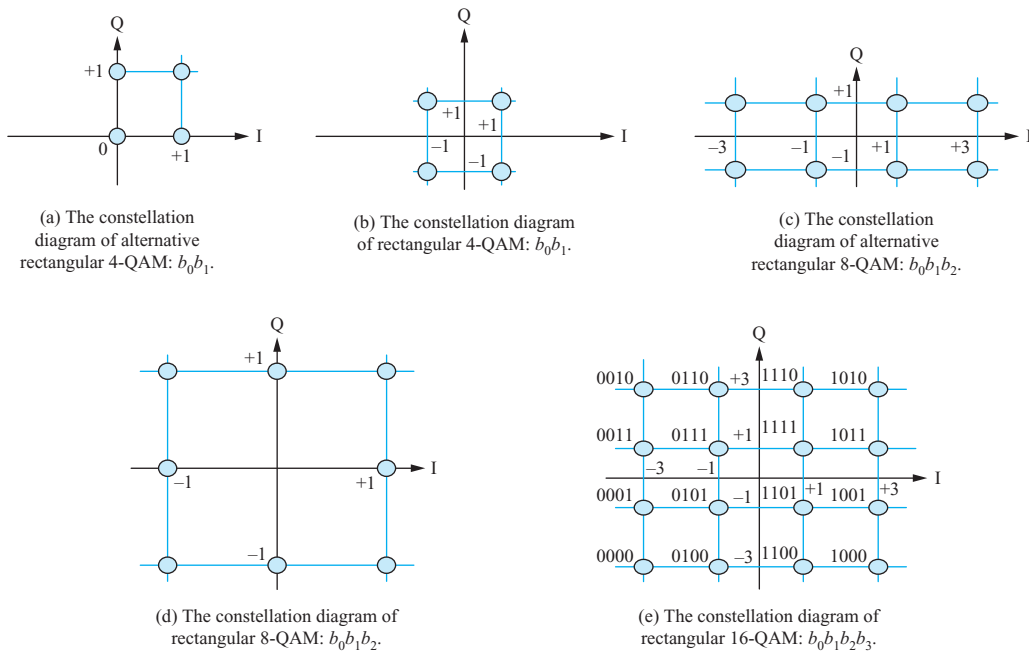 Q
+1
I
0
+1
(a) The constellation
diagram of alternative
rectangular 4-QAM: b₀b₁.
Q
+1
+1
I
–1
–1
(b) The constellation diagram
of rectangular 4-QAM: b₀b₁.
Q
+1
I
–3
–1
–1
+1
+3
(c) The constellation
diagram of alternative
rectangular 8-QAM: b₀b₁b₂.
Q
+1
I
–1
+1
–1
(d) The constellation diagram of
rectangular 8-QAM: b₀b₁b₂.
Q
0010 0110 +3 1110 1010
0011 0111 +1 1111 1011
–3 –1 I
0001 0101 –1 1101 +1 1001 +3
0000 0100 –3 1100 1000
(e) The constellation diagram of
rectangular 16-QAM: b₀b₁b₂b₃.